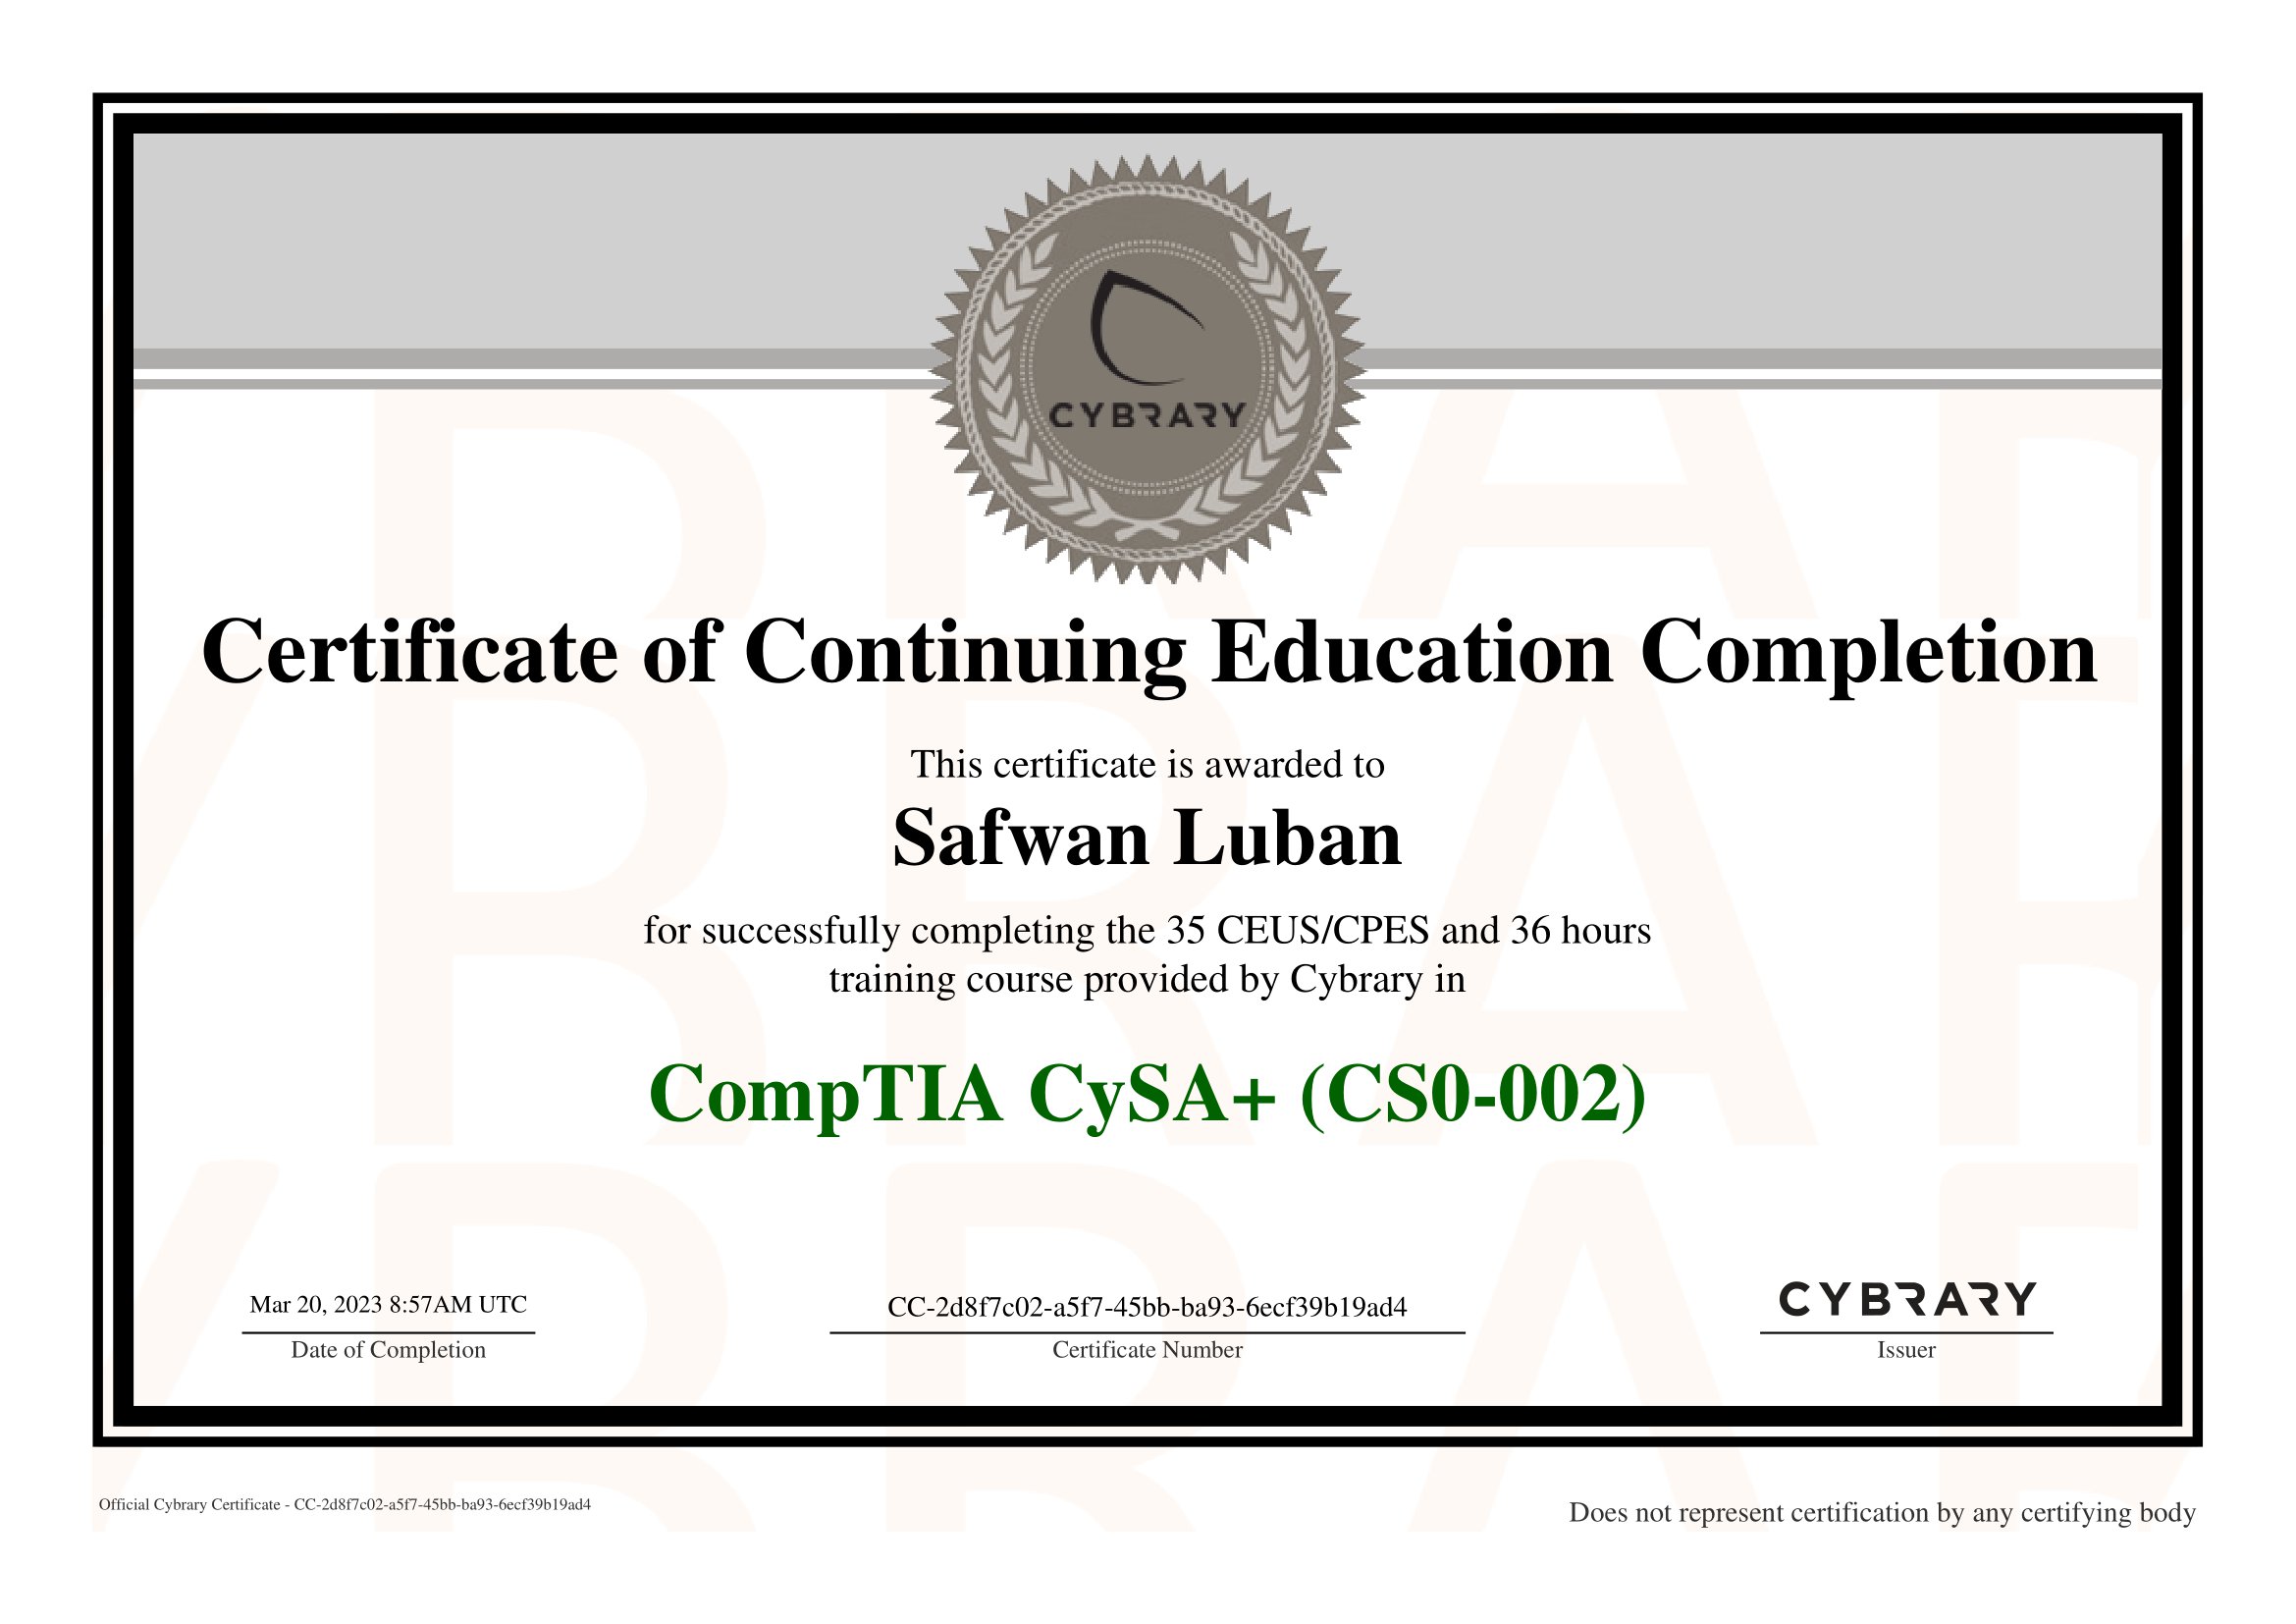 CYBRARY
Certificate of Continuing Education Completion
This certificate is awarded to
Safwan Luban
for successfully completing the 35 CEUS/CPES and 36 hours
training course provided by Cybrary in
CompTIA CySA+ (CS0-002)
Mar 20, 2023 8:57AM UTC
Date of Completion
CC-2d8f7c02-a5f7-45bb-ba93-6ecf39b19ad4
Certificate Number
CYBRARY
Issuer
Official Cybrary Certificate - CC-2d8f7c02-a5f7-45bb-ba93-6ecf39b19ad4
Does not represent certification by any certifying body